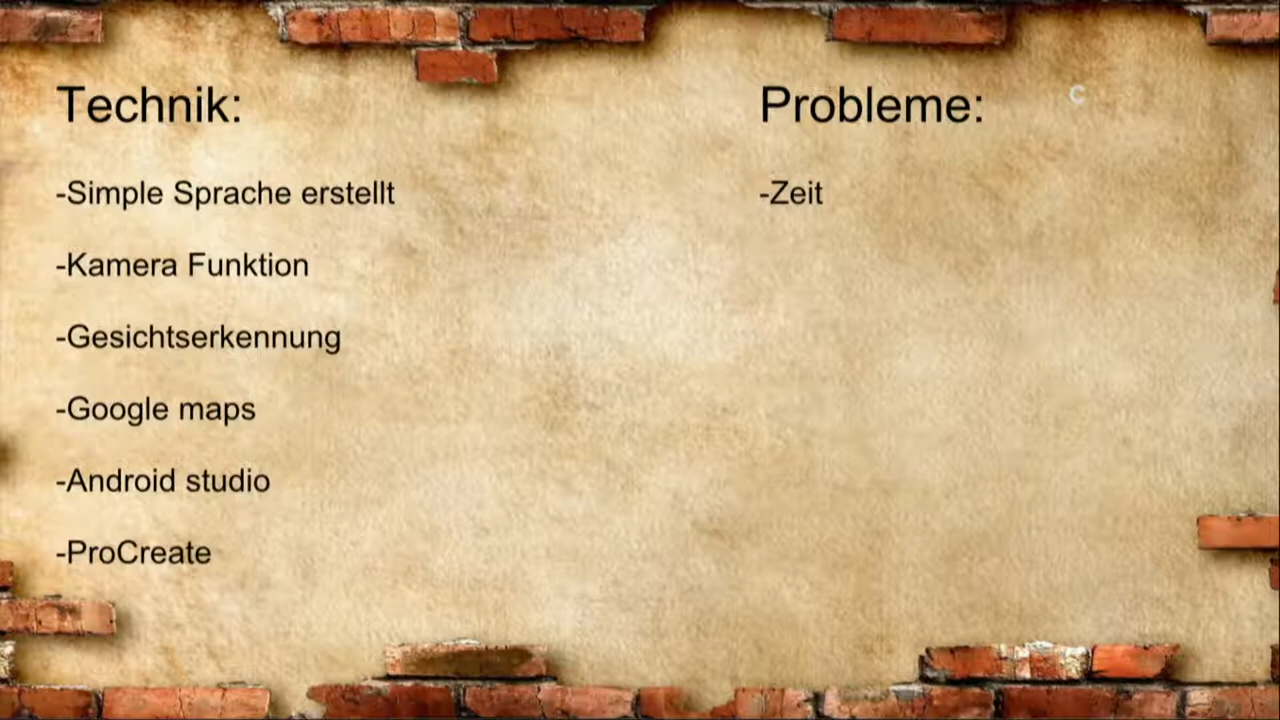 Technik:
-Simple Sprache erstellt
-Kamera Funktion
-Gesichtserkennung
-Google maps
-Android studio
-ProCreate
Probleme:
-Zeit